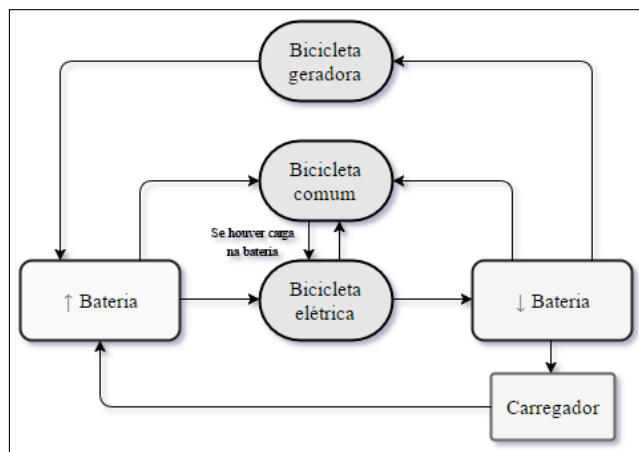 Bicicleta
geradora
Bicicleta
comum
Se houver carga
na bateria
↑ Bateria
Bicicleta
elétrica
↓ Bateria
Carregador